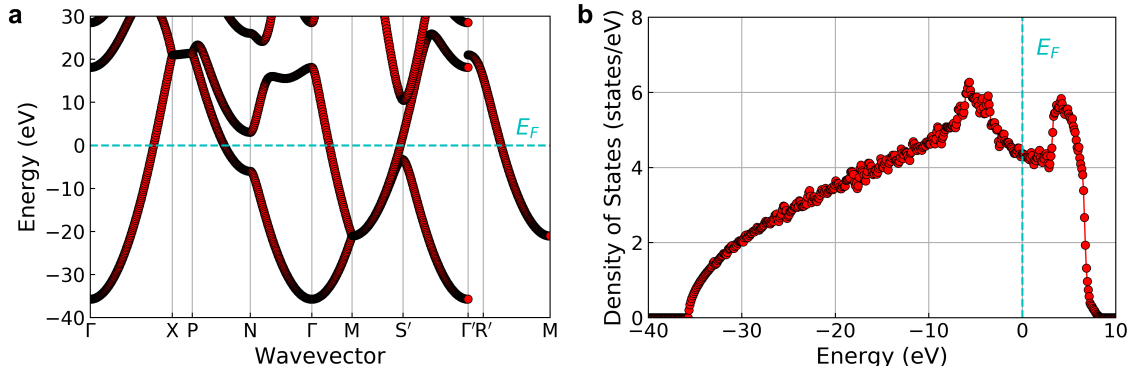 a
30
20
10
0
−10
−20
−30
−40
Energy (eV)
E_F
Γ X P N Γ M S′ Γ′ R′ M
Wavevector
b
8
6
4
2
0
Density of States (states/eV)
E_F
−40 −30 −20 −10 0 10
Energy (eV)